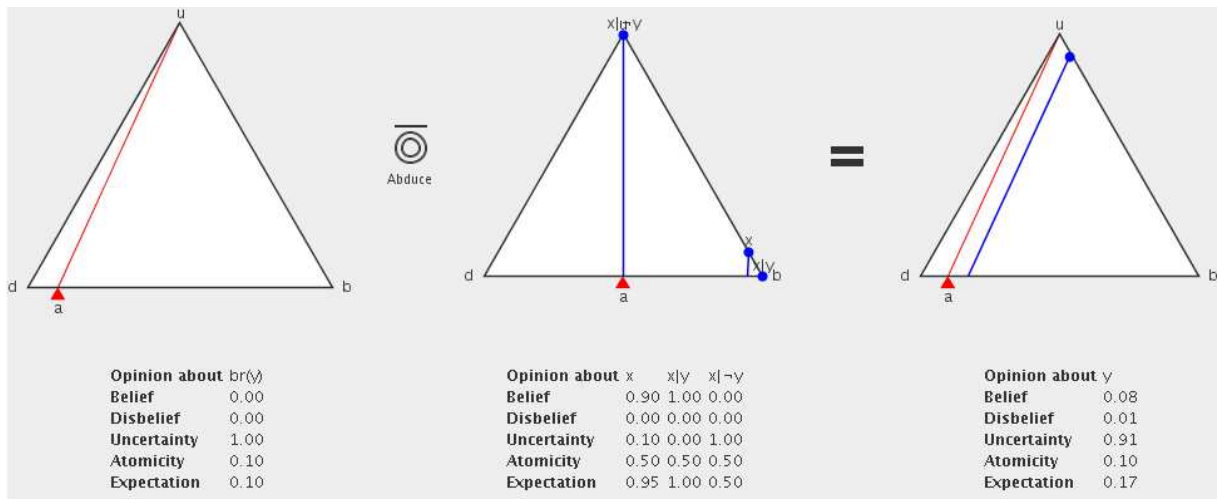 u
d
b
a
Abduce
x|u¬y
x
x|y
d
b
a
=
u
d
b
a
Opinion about br(y)
Belief 0.00
Disbelief 0.00
Uncertainty 1.00
Atomicity 0.10
Expectation 0.10
Opinion about x x|y x|¬y
Belief 0.90 1.00 0.00
Disbelief 0.00 0.00 0.00
Uncertainty 0.10 0.00 1.00
Atomicity 0.50 0.50 0.50
Expectation 0.95 1.00 0.50
Opinion about y
Belief 0.08
Disbelief 0.01
Uncertainty 0.91
Atomicity 0.10
Expectation 0.17